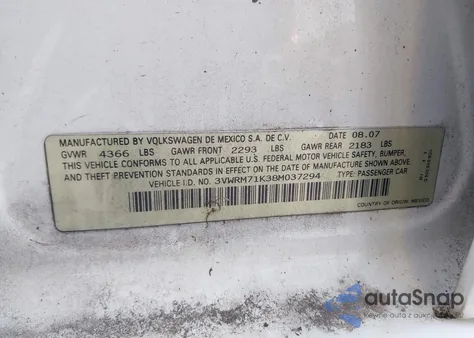 MANUFACTURED BY VOLKSWAGEN DE MEXICO S.A. DE C.V. DATE 08.07
GVWR 4366 LBS GAWR FRONT 2293 LBS GAWR REAR 2183 LBS
THIS VEHICLE CONFORMS TO ALL APPLICABLE U.S. FEDERAL MOTOR VEHICLE SAFETY, BUMPER,
AND THEFT PREVENTION STANDARDS IN EFFECT ON THE DATE OF MANUFACTURE SHOWN ABOVE.
VEHICLE I.D. NO. 3VWRM71K38M037294 TYPE: PASSENGER CAR
COUNTRY OF ORIGIN: MEXICO
autaSnap